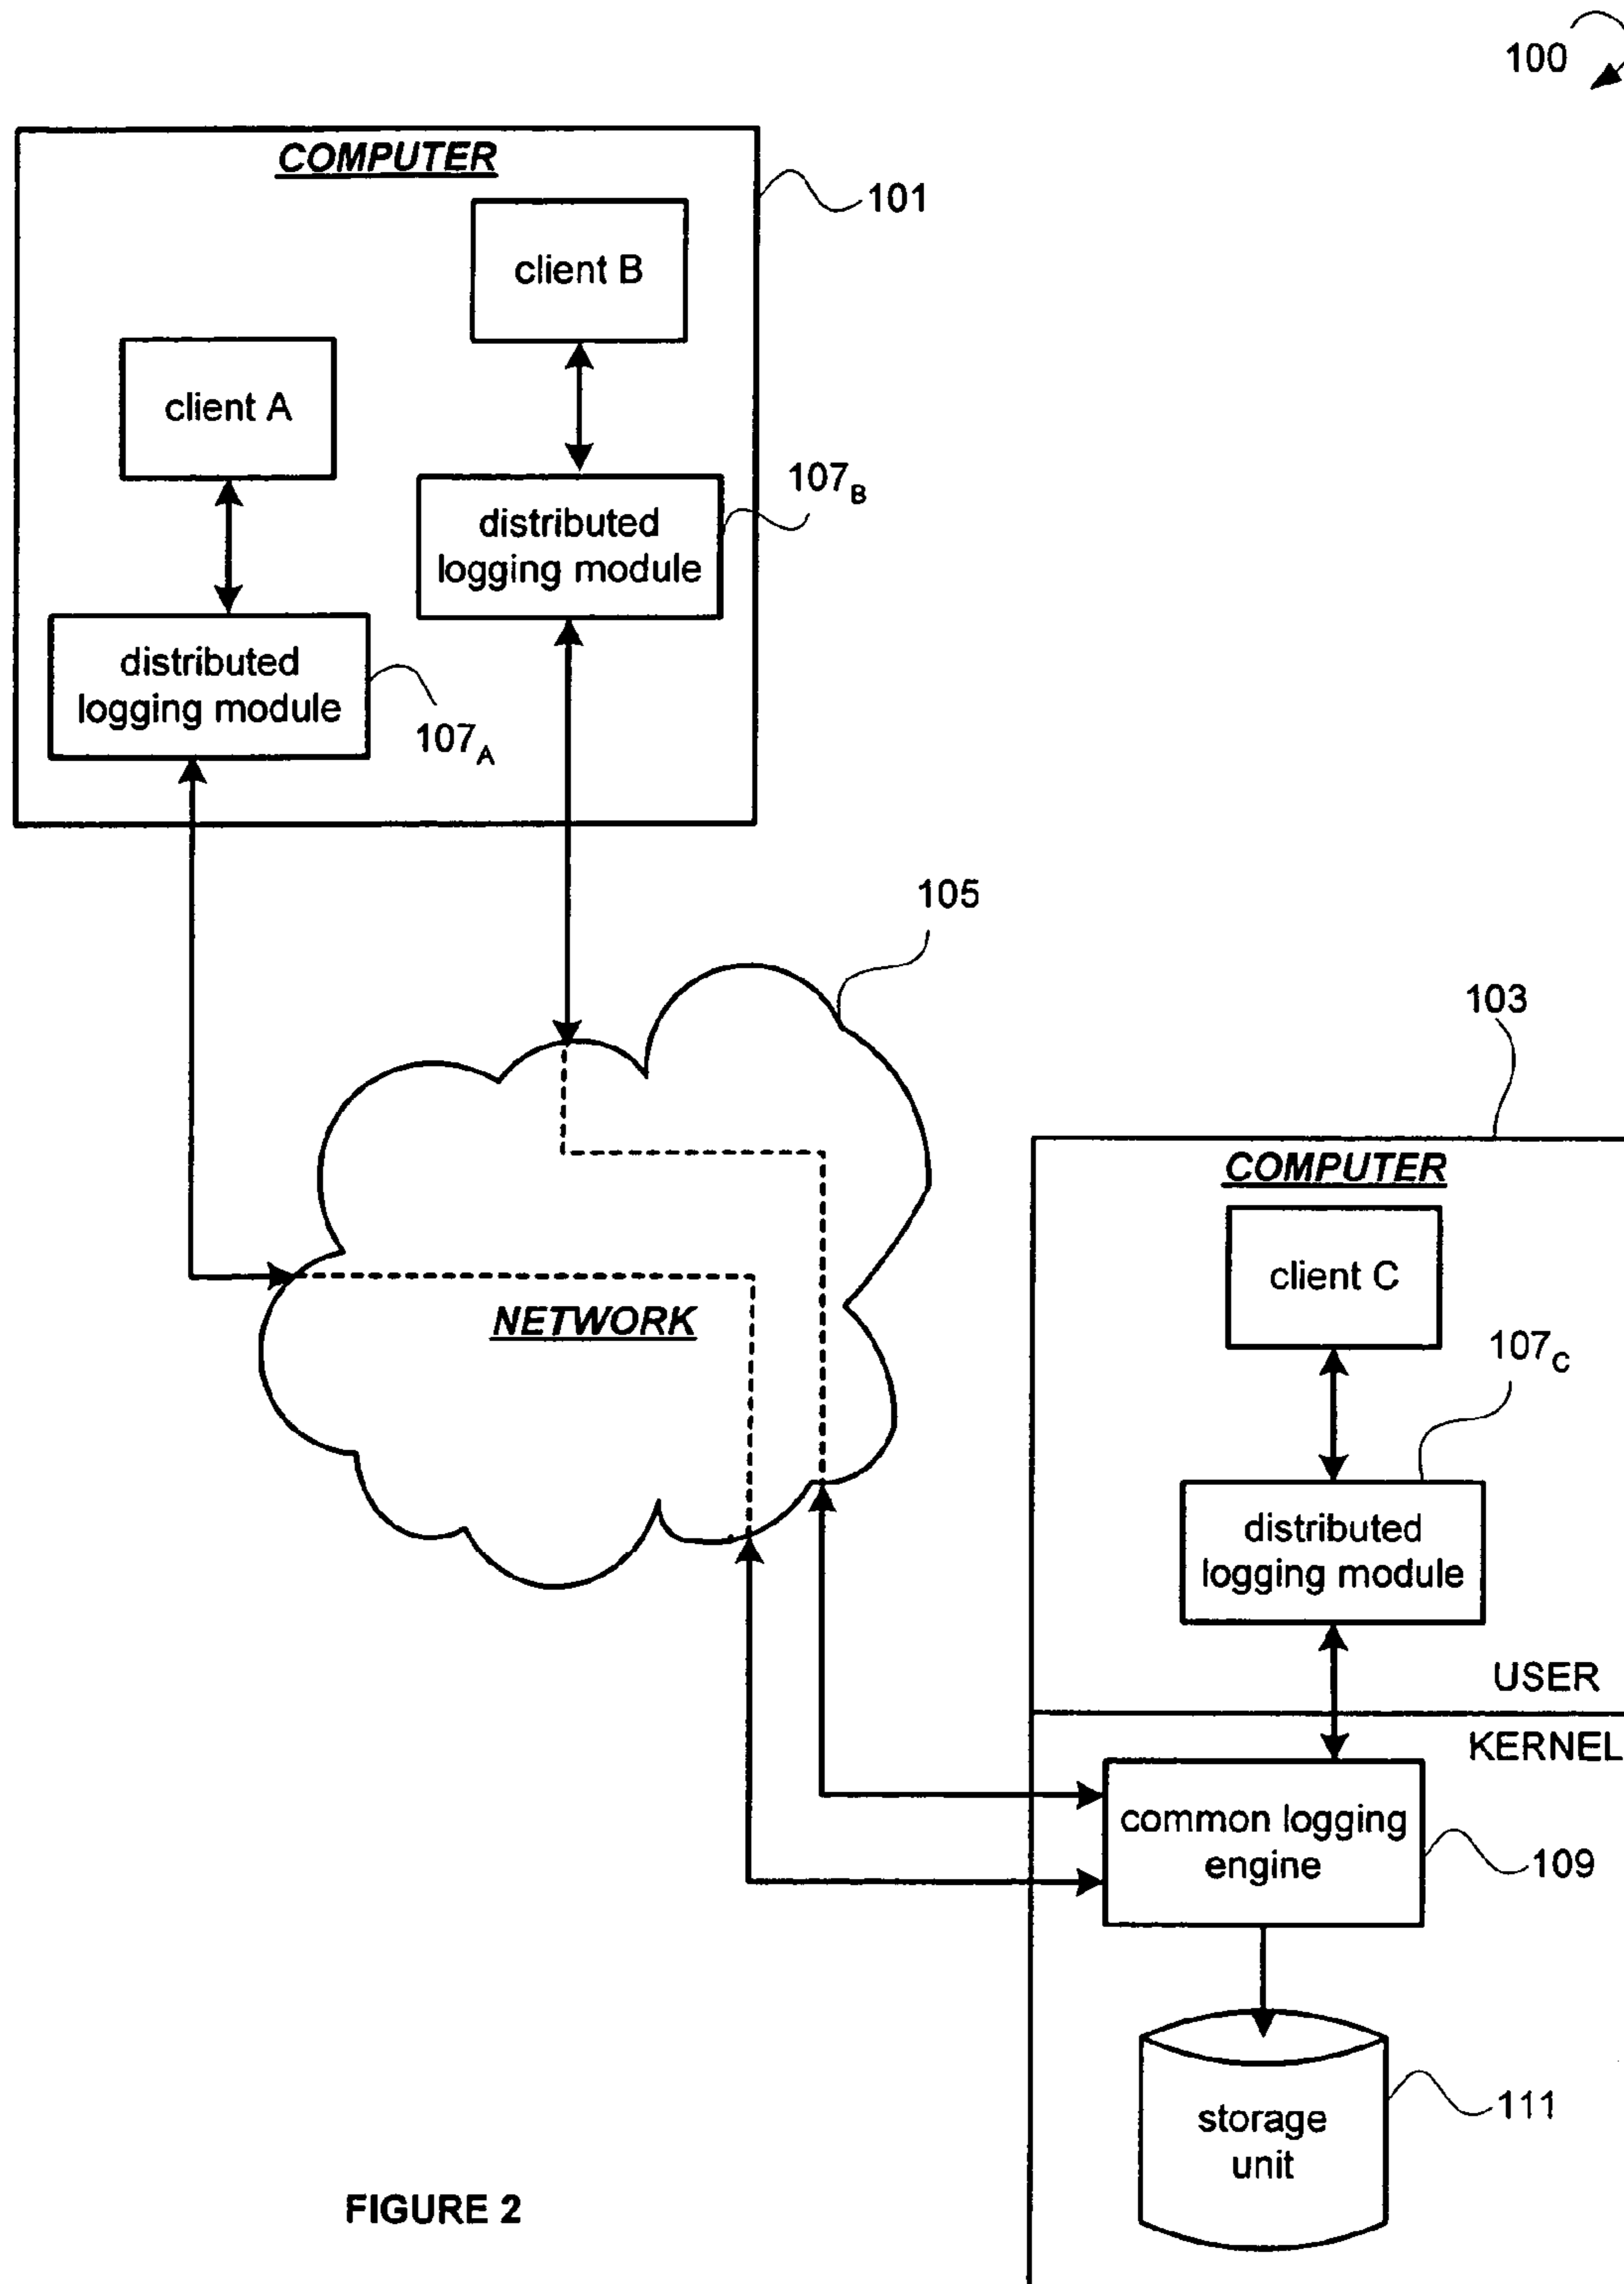 100
COMPUTER
101
client B
client A
107B
distributed
logging module
distributed
logging module
107A
105
103
COMPUTER
client C
NETWORK
107C
distributed
logging module
USER
KERNEL
common logging
engine
109
storage
unit
111
FIGURE 2